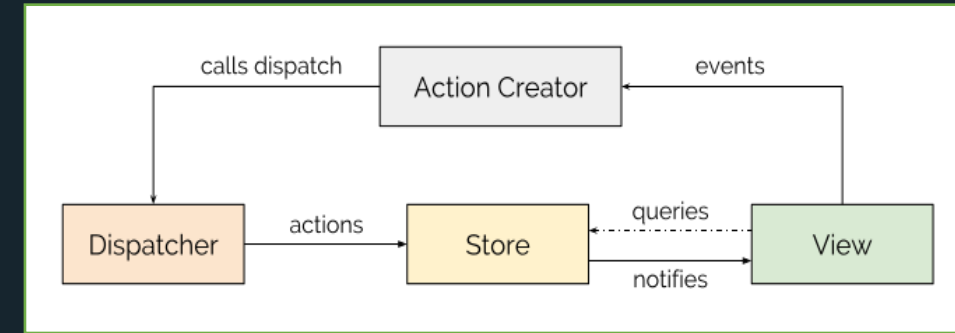 calls dispatch
Action Creator
events
Dispatcher
actions
Store
queries
notifies
View